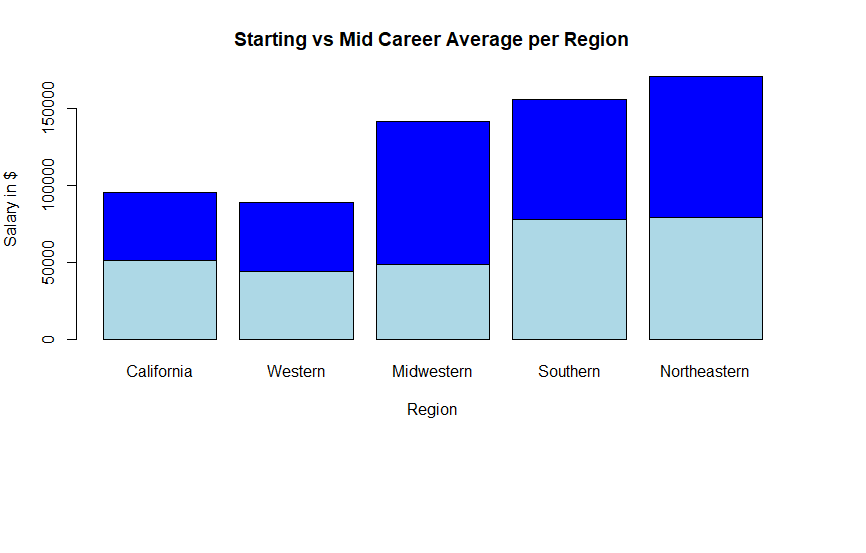 Starting vs Mid Career Average per Region
Salary in $
150000
100000
50000
0
California Western Midwestern Southern Northeastern
Region